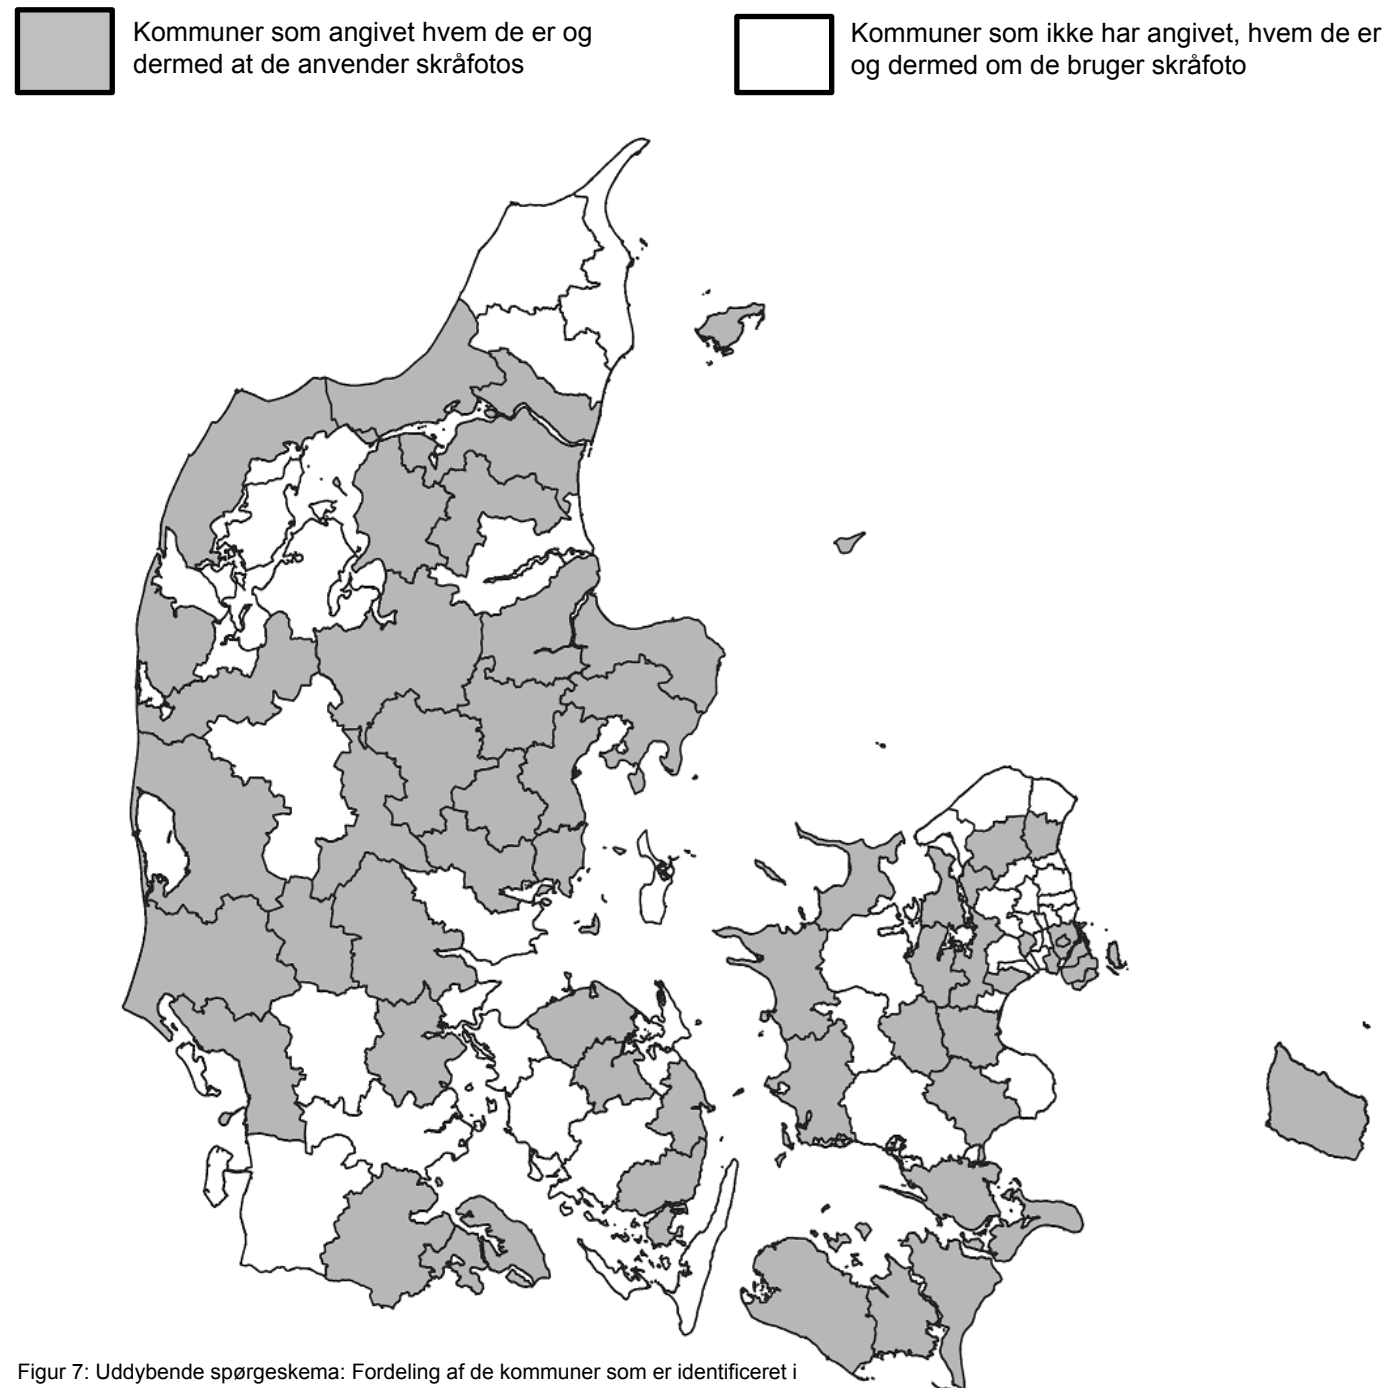 Kommuner som angivet hvem de er og
dermed at de anvender skråfotos
Kommuner som ikke har angivet, hvem de er
og dermed om de bruger skråfoto
Figur 7: Uddybende spørgeskema: Fordeling af de kommuner som er identificeret i